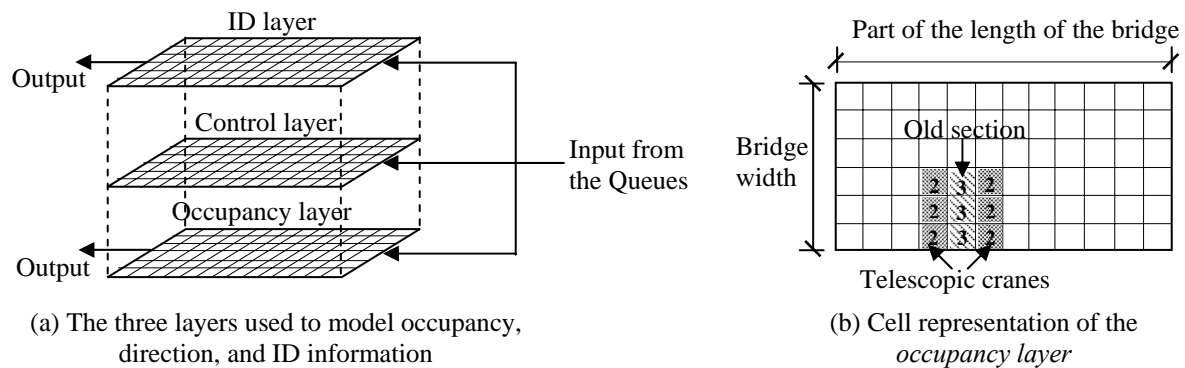 ID layer
Output
Control layer
Input from
the Queues
Occupancy layer
Output
(a) The three layers used to model occupancy,
direction, and ID information
Part of the length of the bridge
Bridge
width
Old section
2 3 2
2 3 2
2 3 2
Telescopic cranes
(b) Cell representation of the
occupancy layer